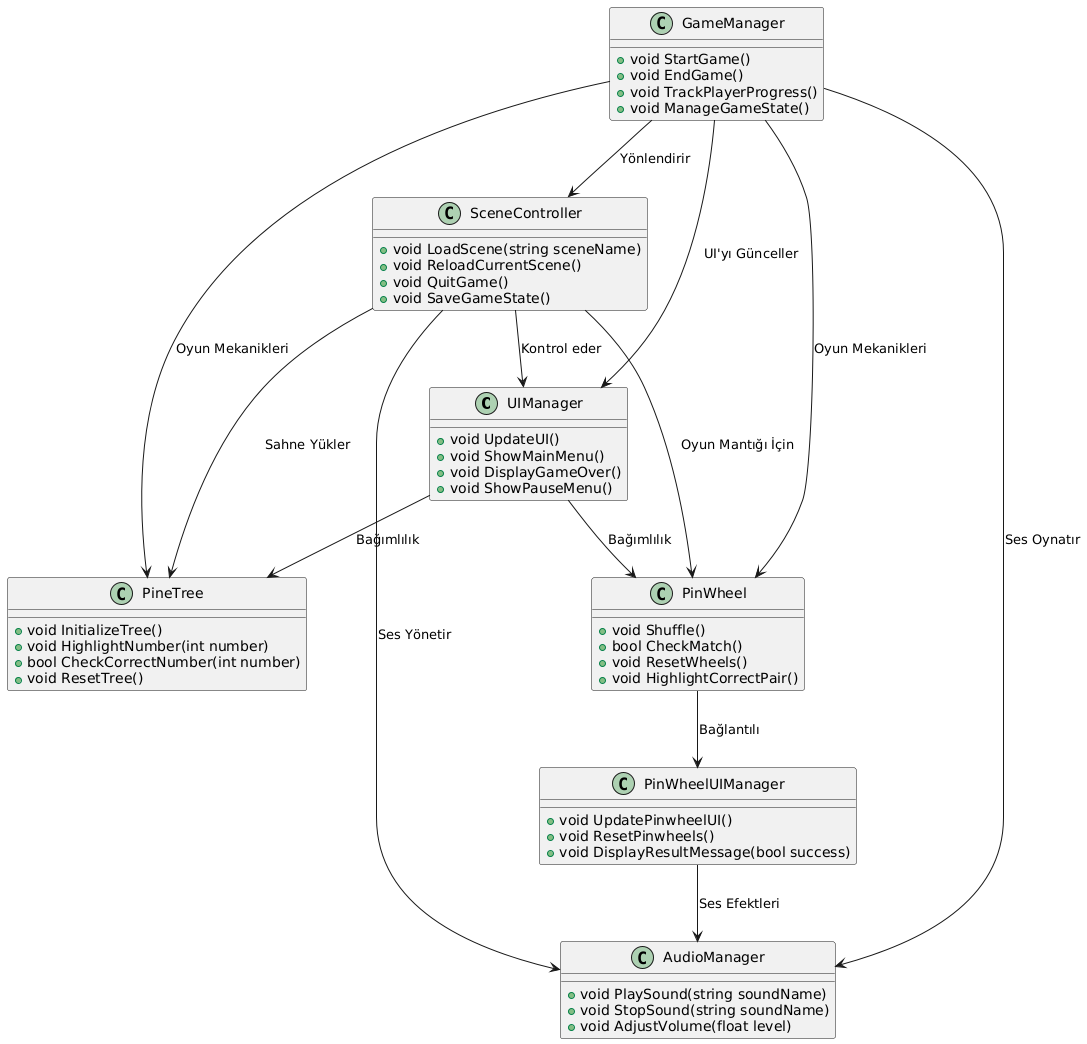 C GameManager
void StartGame()
void EndGame()
void TrackPlayerProgress()
void ManageGameState()
Yönlendirir
C SceneController
void LoadScene(string sceneName)
void ReloadCurrentScene()
void QuitGame()
void SaveGameState()
UI'yı Günceller
Oyun Mekanikleri
Kontrol eder
Oyun Mekanikleri
C UIManager
void UpdateUI()
void ShowMainMenu()
void DisplayGameOver()
void ShowPauseMenu()
Sahne Yükler
Oyun Mantığı İçin
Bağımlılık
Bağımlılık
Ses Oynatır
C PineTree
void InitializeTree()
void HighlightNumber(int number)
bool CheckCorrectNumber(int number)
void ResetTree()
Ses Yönetir
C PinWheel
void Shuffle()
bool CheckMatch()
void ResetWheels()
void HighlightCorrectPair()
Bağlantılı
C PinWheelUIManager
void UpdatePinwheelUI()
void ResetPinwheels()
void DisplayResultMessage(bool success)
Ses Efektleri
C AudioManager
void PlaySound(string soundName)
void StopSound(string soundName)
void AdjustVolume(float level)